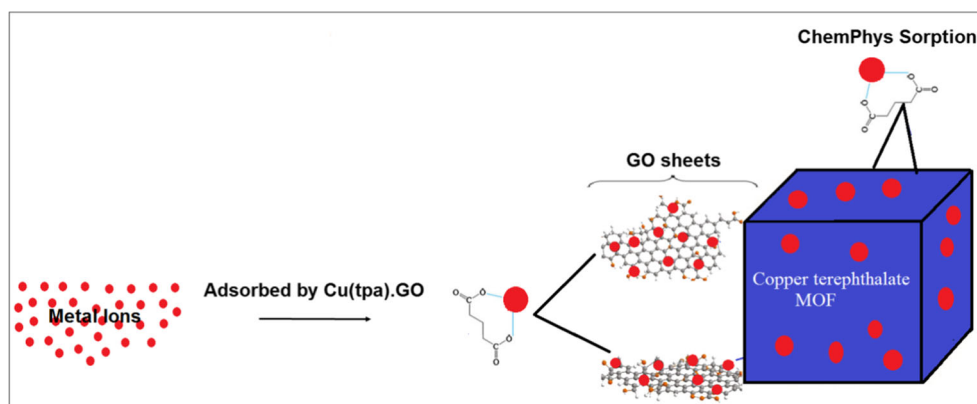 ChemPhys Sorption
O
O
C
C
O
O
GO sheets
Adsorbed by Cu(tpa).GO
Metal Ions
O
C
O
O
C
O
Copper terephthalate
MOF